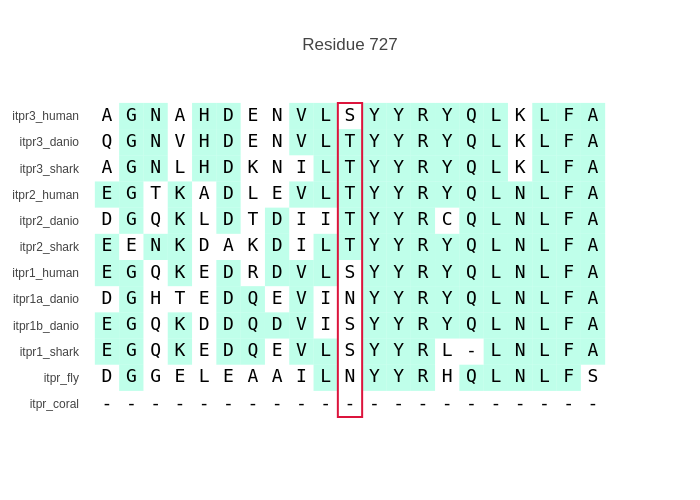 Residue 727
itpr3_human A G N A H D E N V L S Y Y R Y Q L K L F A
itpr3_danio Q G N V H D E N V L T Y Y R Y Q L K L F A
itpr3_shark A G N L H D K N I L T Y Y R Y Q L K L F A
itpr2_human E G T K A D L E V L T Y Y R Y Q L N L F A
itpr2_danio D G Q K L D T D I I T Y Y R C Q L N L F A
itpr2_shark E E N K D A K D I L T Y Y R Y Q L N L F A
itpr1_human E G Q K E D R D V L S Y Y R Y Q L N L F A
itpr1a_danio D G H T E D Q E V I N Y Y R Y Q L N L F A
itpr1b_danio E G Q K D D Q D V I S Y Y R Y Q L N L F A
itpr1_shark E G Q K E D Q E V L S Y Y R L - L N L F A
itpr_fly D G G E L E A A I L N Y Y R H Q L N L F S
itpr_coral - - - - - - - - - - - - - - - - - - - - -